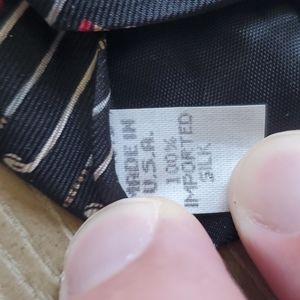 MADE IN
U.S.A.
100%
IMPORTED
SILK